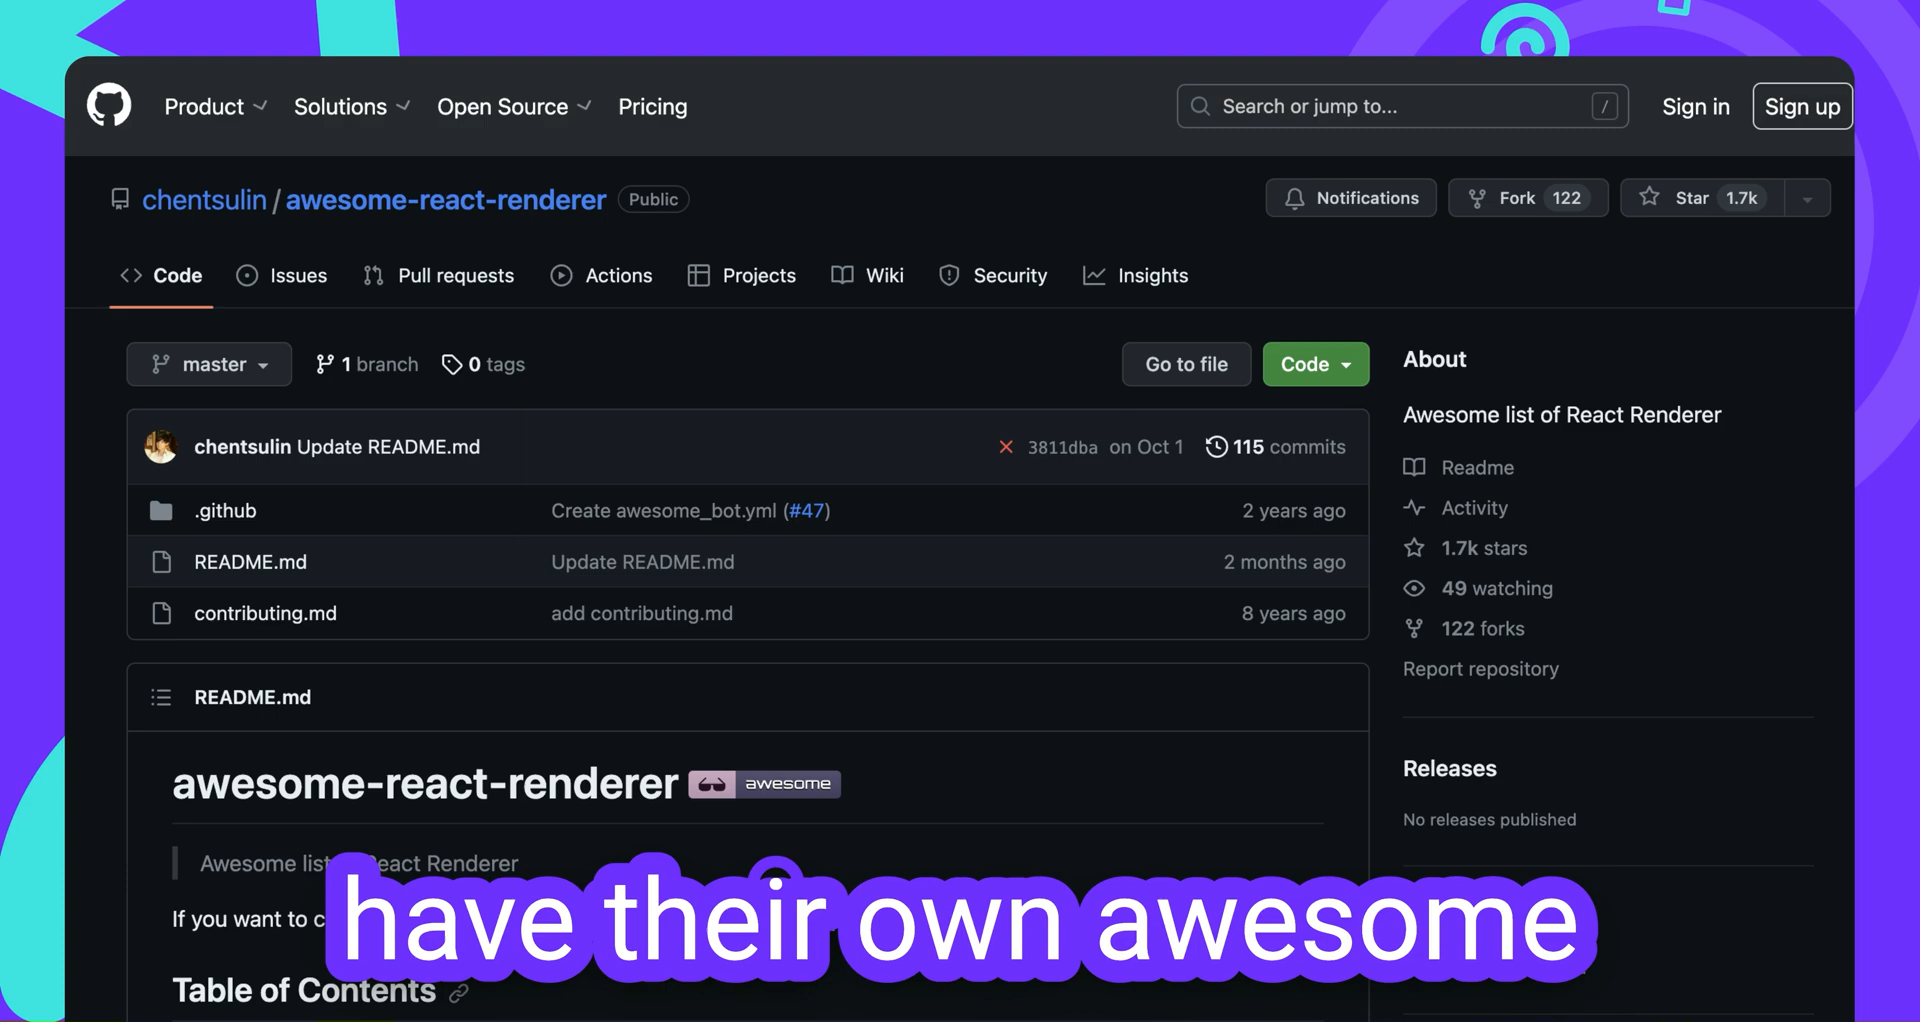 Product Solutions Open Source Pricing Search or jump to... / Sign in Sign up
chentsulin / awesome-react-renderer Public Notifications Fork 122 Star 1.7k
Code Issues Pull requests Actions Projects Wiki Security Insights
master 1 branch 0 tags Go to file Code
chentsulin Update README.md 3811dba on Oct 1 115 commits
.github Create awesome_bot.yml (#47) 2 years ago
README.md Update README.md 2 months ago
contributing.md add contributing.md 8 years ago
README.md
awesome-react-renderer awesome
Awesome list React Renderer
If you want to c
have their own awesome
Table of Contents
About
Awesome list of React Renderer
Readme
Activity
1.7k stars
49 watching
122 forks
Report repository
Releases
No releases published